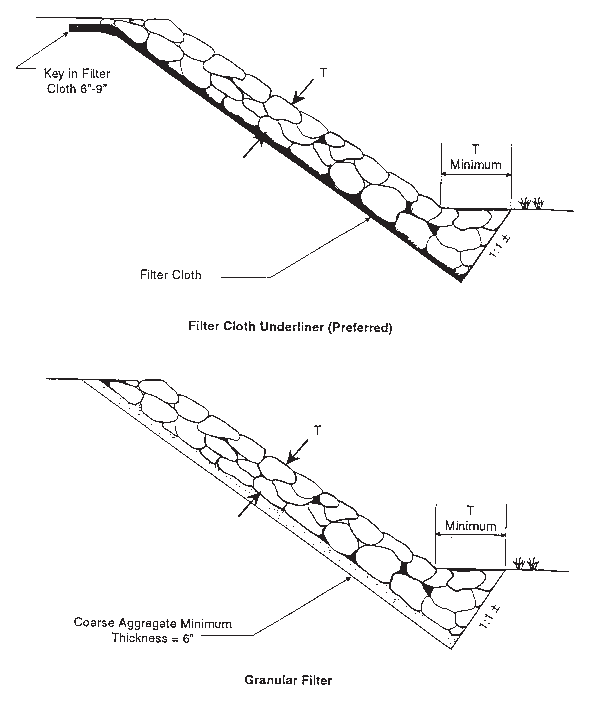 T
Key in Filter
Cloth 6"-9"
T
Minimum
1:1 ±
Filter Cloth
Filter Cloth Underliner (Preferred)
T
T
Minimum
1:1 ±
Coarse Aggregate Minimum
Thickness = 6"
Granular Filter